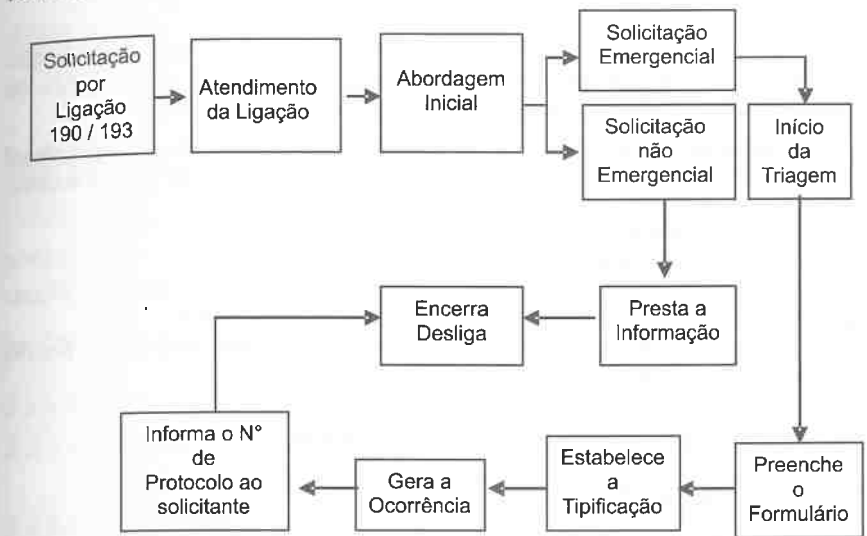 Solicitação
por
Ligação
190 / 193
Atendimento
da Ligação
Abordagem
Inicial
Solicitação
Emergencial
Solicitação
não
Emergencial
Início
da
Triagem
Encerra
Desliga
Presta a
Informação
Informa o N°
de
Protocolo ao
solicitante
Gera a
Ocorrência
Estabelece
a
Tipificação
Preenche
o
Formulário